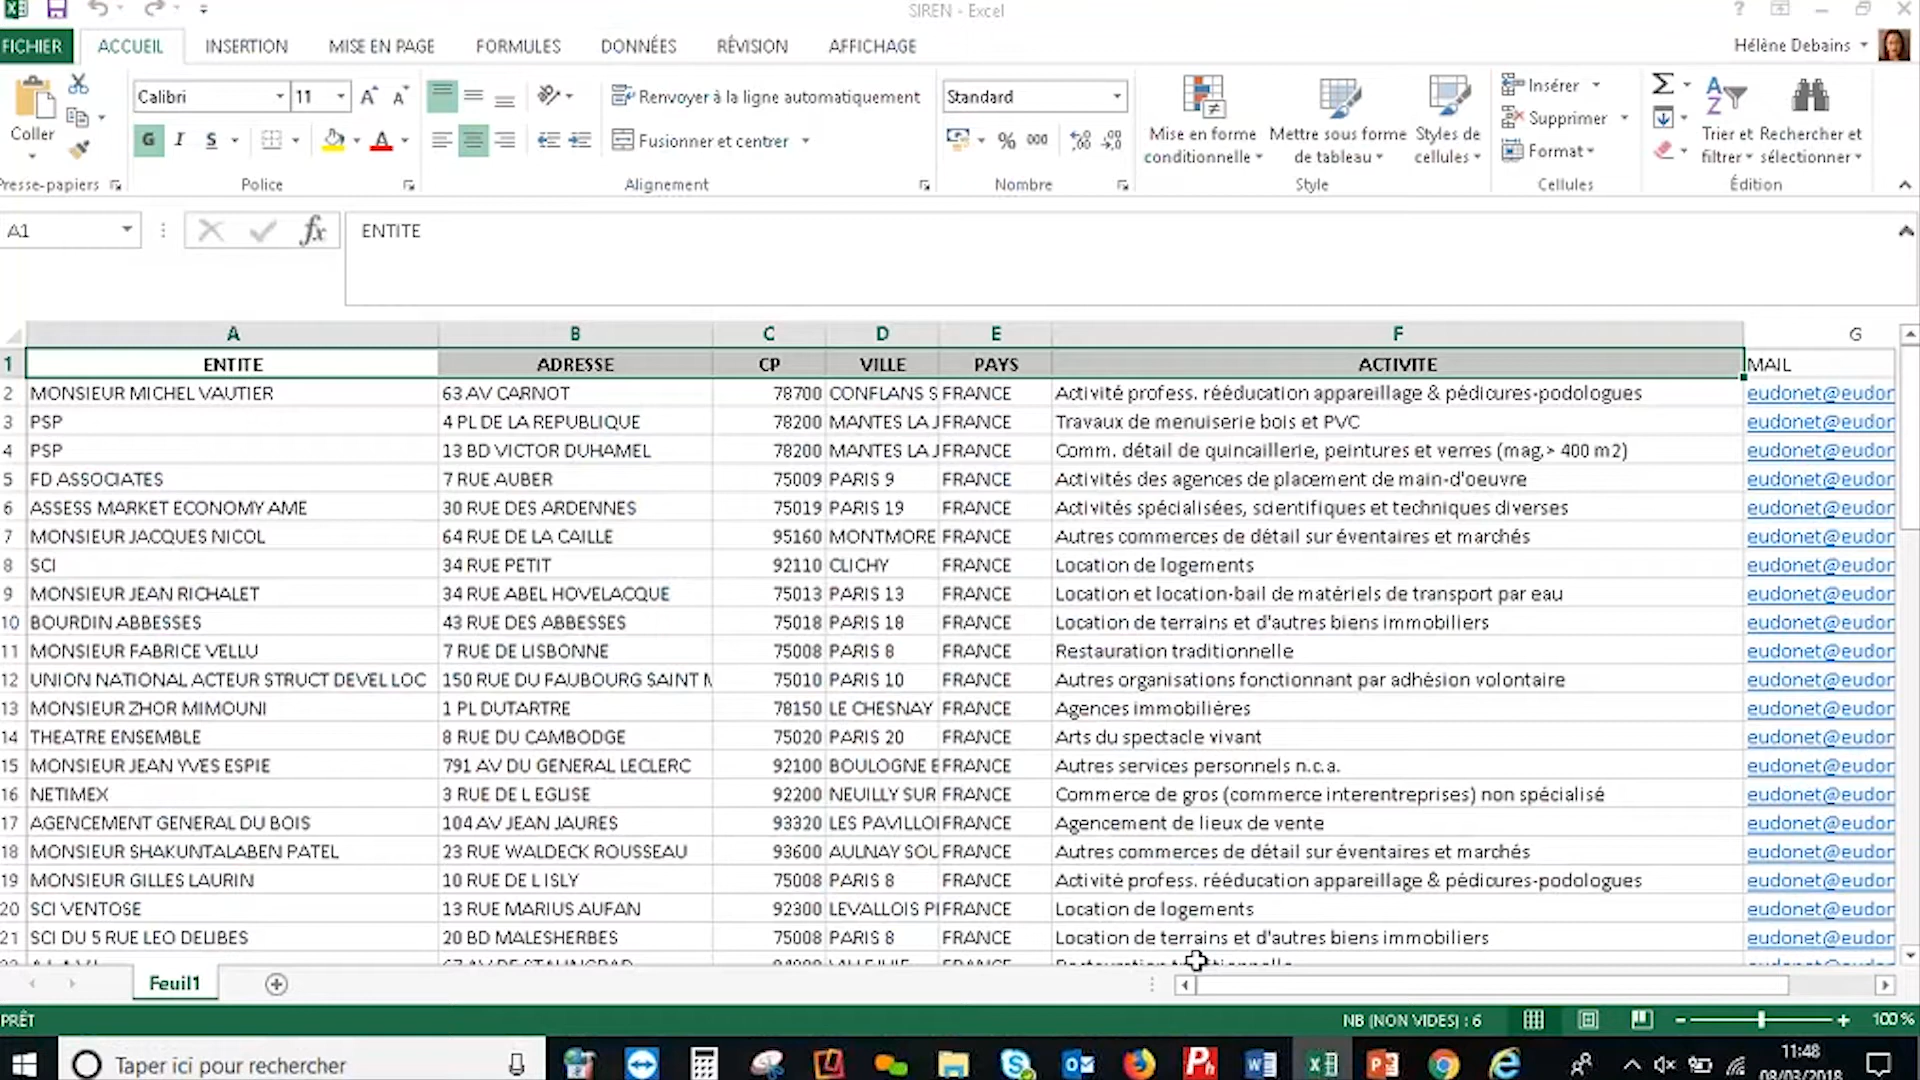 SIREN - Excel
FICHIER ACCUEIL INSERTION MISE EN PAGE FORMULES DONNÉES RÉVISION AFFICHAGE Hélène Debains
Calibri 11 Renvoyer à la ligne automatiquement Standard Insérer
Coller Mise en forme Mettre sous forme Styles de Supprimer Trier et Rechercher et
G I S Fusionner et centrer % 000 conditionnelle de tableau cellules Format filtrer sélectionner
Presse-papiers Police Alignement Nombre Style Cellules Édition
A1 fx ENTITE
A B C D E F G
1 ENTITE ADRESSE CP VILLE PAYS ACTIVITE MAIL
2 MONSIEUR MICHEL VAUTIER 63 AV CARNOT 78700 CONFLANS S FRANCE Activité profess. rééducation appareillage & pédicures-podologues eudonet@eudon
3 PSP 4 PL DE LA REPUBLIQUE 78200 MANTES LA J FRANCE Travaux de menuiserie bois et PVC eudonet@eudon
4 PSP 13 BD VICTOR DUHAMEL 78200 MANTES LA J FRANCE Comm. détail de quincaillerie, peintures et verres (mag.> 400 m2) eudonet@eudon
5 FD ASSOCIATES 7 RUE AUBER 75009 PARIS 9 FRANCE Activités des agences de placement de main-d'oeuvre eudonet@eudon
6 ASSESS MARKET ECONOMY AME 30 RUE DES ARDENNES 75019 PARIS 19 FRANCE Activités spécialisées, scientifiques et techniques diverses eudonet@eudon
7 MONSIEUR JACQUES NICOL 64 RUE DE LA CAILLE 95160 MONTMORE FRANCE Autres commerces de détail sur éventaires et marchés eudonet@eudon
8 SCI 34 RUE PETIT 92110 CLICHY FRANCE Location de logements eudonet@eudon
9 MONSIEUR JEAN RICHALET 34 RUE ABEL HOVELACQUE 75013 PARIS 13 FRANCE Location et location-bail de matériels de transport par eau eudonet@eudon
10 BOURDIN ABBESSES 43 RUE DES ABBESSES 75018 PARIS 18 FRANCE Location de terrains et d'autres biens immobiliers eudonet@eudon
11 MONSIEUR FABRICE VELLU 7 RUE DE LISBONNE 75008 PARIS 8 FRANCE Restauration traditionnelle eudonet@eudon
12 UNION NATIONAL ACTEUR STRUCT DEVEL LOC 150 RUE DU FAUBOURG SAINT M 75010 PARIS 10 FRANCE Autres organisations fonctionnant par adhésion volontaire eudonet@eudon
13 MONSIEUR ZHOR MIMOUNI 1 PL DUTARTRE 78150 LE CHESNAY FRANCE Agences immobilières eudonet@eudon
14 THEATRE ENSEMBLE 8 RUE DU CAMBODGE 75020 PARIS 20 FRANCE Arts du spectacle vivant eudonet@eudon
15 MONSIEUR JEAN YVES ESPIE 791 AV DU GENERAL LECLERC 92100 BOULOGNE B FRANCE Autres services personnels n.c.a. eudonet@eudon
16 NETIMEX 3 RUE DE L EGLISE 92200 NEUILLY SUR FRANCE Commerce de gros (commerce interentreprises) non spécialisé eudonet@eudon
17 AGENCEMENT GENERAL DU BOIS 104 AV JEAN JAURES 93320 LES PAVILLO FRANCE Agencement de lieux de vente eudonet@eudon
18 MONSIEUR SHAKUNTALABEN PATEL 23 RUE WALDECK ROUSSEAU 93600 AULNAY SOU FRANCE Autres commerces de détail sur éventaires et marchés eudonet@eudon
19 MONSIEUR GILLES LAURIN 10 RUE DE L ISLY 75008 PARIS 8 FRANCE Activité profess. rééducation appareillage & pédicures-podologues eudonet@eudon
20 SCI VENTOSE 13 RUE MARIUS AUFAN 92300 LEVALLOIS PE FRANCE Location de logements eudonet@eudon
21 SCI DU 5 RUE LEO DELIBES 20 BD MALESHERBES 75008 PARIS 8 FRANCE Location de terrains et d'autres biens immobiliers eudonet@eudon
Feuil1
PRÊT NB (NON VIDES) : 6 100 %
Taper ici pour rechercher 11:48
08/03/2018